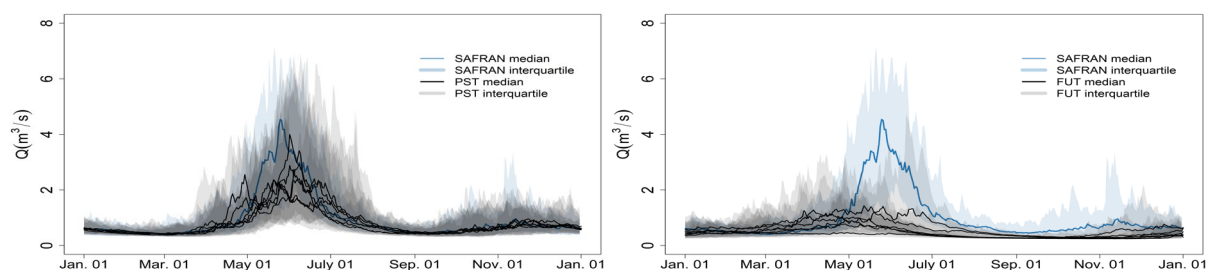 8
6
4
2
0
Q(m³/s)
SAFRAN median
SAFRAN interquartile
PST median
PST interquartile
Jan. 01 Mar. 01 May 01 July 01 Sep. 01 Nov. 01 Jan. 01
8
6
4
2
0
Q(m³/s)
SAFRAN median
SAFRAN interquartile
FUT median
FUT interquartile
Jan. 01 Mar. 01 May 01 July 01 Sep. 01 Nov. 01 Jan. 01